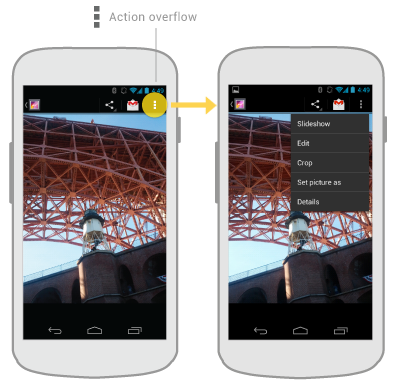 Action overflow
4:49
4:49
Slideshow
Edit
Crop
Set picture as
Details